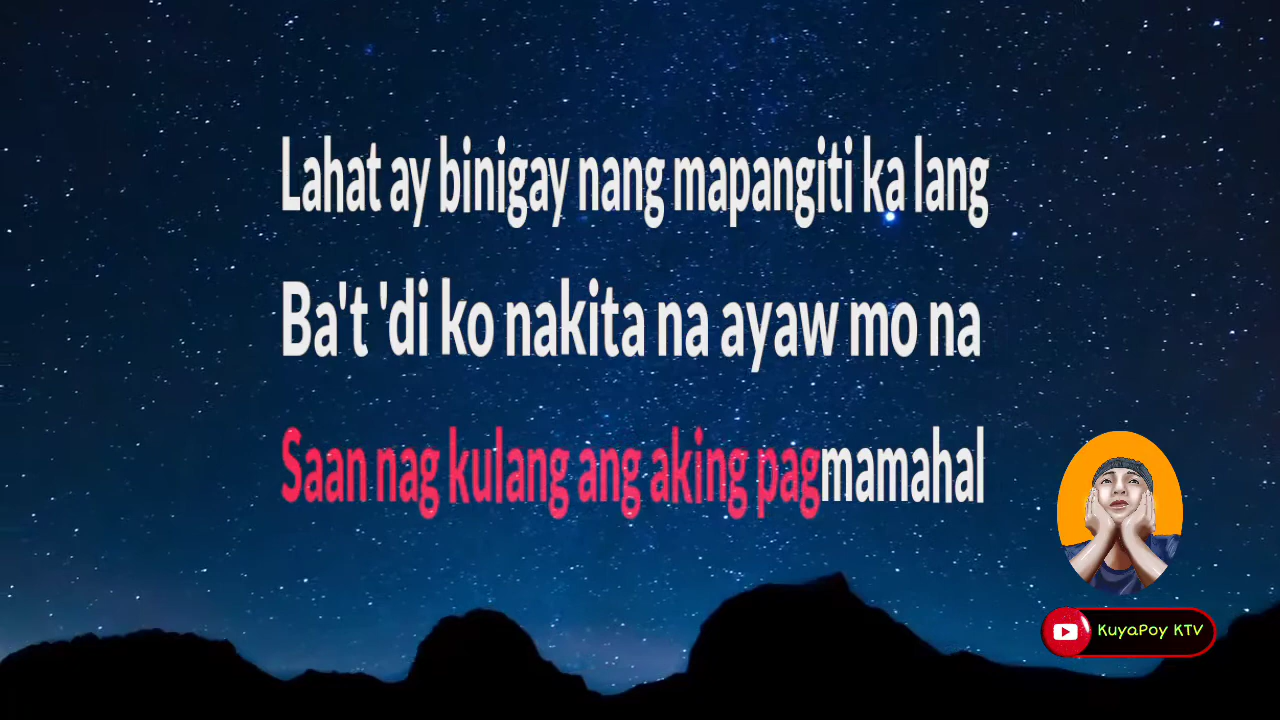 Lahat ay binigay nang mapangiti ka lang
Ba't 'di ko nakita na ayaw mo na
Saan nag kulang ang aking pagmamahal
KuyaPoy KTV